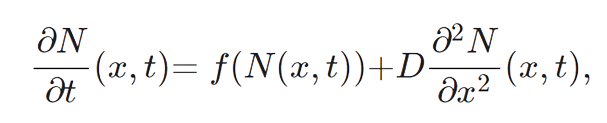 ∂N/∂t (x, t)= f(N(x, t))+D ∂²N/∂x² (x, t),